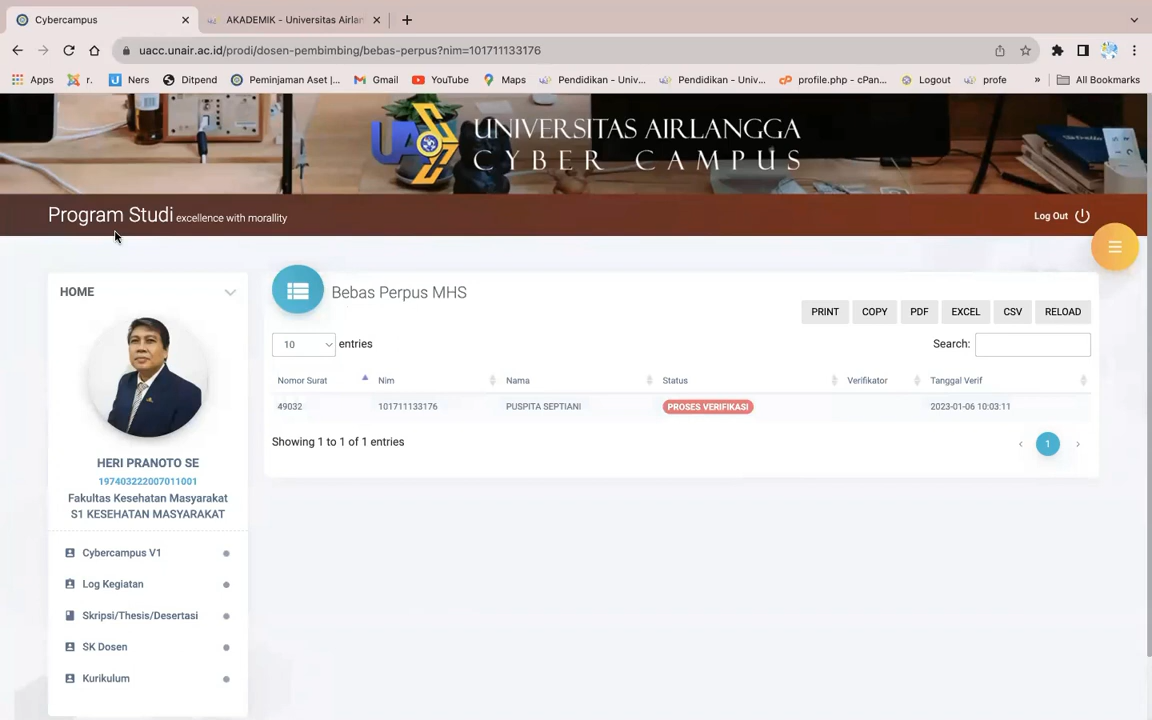 Cybercampus
AKADEMIK - Universitas Airlan
uacc.unair.ac.id/prodi/dosen-pembimbing/bebas-perpus?nim=101711133176
Apps r. Ners Ditpend Peminjaman Aset |... Gmail YouTube Maps Pendidikan - Univ... Pendidikan - Univ... profile.php - cPan... Logout profe » All Bookmarks
UNIVERSITAS AIRLANGGA
CYBER CAMPUS
Program Studi excellence with morallity
Log Out
HOME
HERI PRANOTO SE
197403222007011001
Fakultas Kesehatan Masyarakat
S1 KESEHATAN MASYARAKAT
Cybercampus V1
Log Kegiatan
Skripsi/Thesis/Desertasi
SK Dosen
Kurikulum
Bebas Perpus MHS
PRINT COPY PDF EXCEL CSV RELOAD
10 entries
Search:
Nomor Surat Nim Nama Status Verifikator Tanggal Verif
49032 101711133176 PUSPITA SEPTIANI PROSES VERIFIKASI 2023-01-06 10:03:11
Showing 1 to 1 of 1 entries
‹ 1 ›